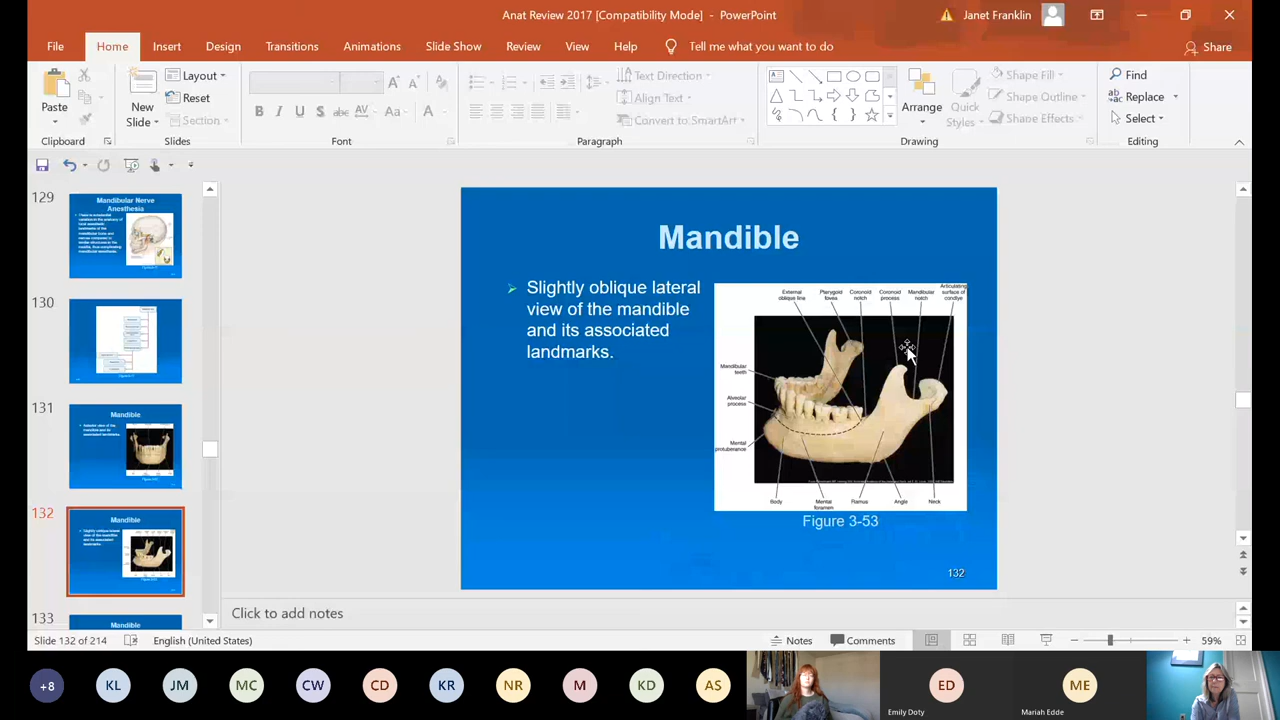 Anat Review 2017 [Compatibility Mode] - PowerPoint
Janet Franklin
File Home Insert Design Transitions Animations Slide Show Review View Help Tell me what you want to do
Share
Paste
Clipboard
New
Slide
Layout
Reset
Section
Slides
B I U S abc AV Aa A
Font
Text Direction
Align Text
Convert to SmartArt
Paragraph
Arrange
Quick
Styles
Shape Fill
Shape Outline
Shape Effects
Drawing
Find
Replace
Select
Editing
129
Mandibular Nerve
Anesthesia
130
131
Mandible
132
Mandible
133
Mandible
Mandible
Slightly oblique lateral
view of the mandible
and its associated
landmarks.
External
oblique line
Pterygoid
fovea
Coronoid
notch
Coronoid
process
Mandibular
notch
Articulating
surface of
condyle
Mandibular
teeth
Alveolar
process
Mental
protuberance
Body
Mental
foramen
Ramus
Angle
Neck
Figure 3-53
132
Click to add notes
Slide 132 of 214
English (United States)
Notes
Comments
59%
+8
KL
JM
MC
CW
CD
KR
NR
M
KD
AS
ED
Emily Doty
ME
Mariah Edde